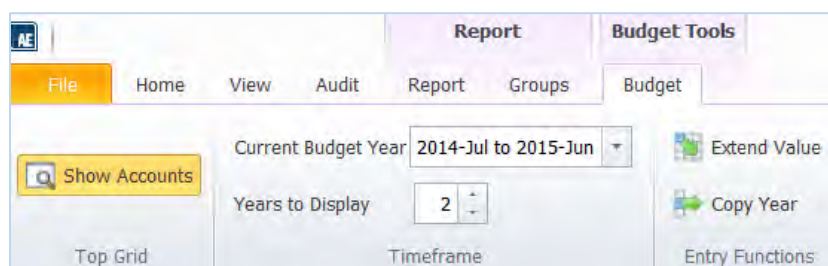 AE
Report Budget Tools
File Home View Audit Report Groups Budget
Current Budget Year 2014-Jul to 2015-Jun Extend Value
Show Accounts
Years to Display 2 Copy Year
Top Grid Timeframe Entry Functions